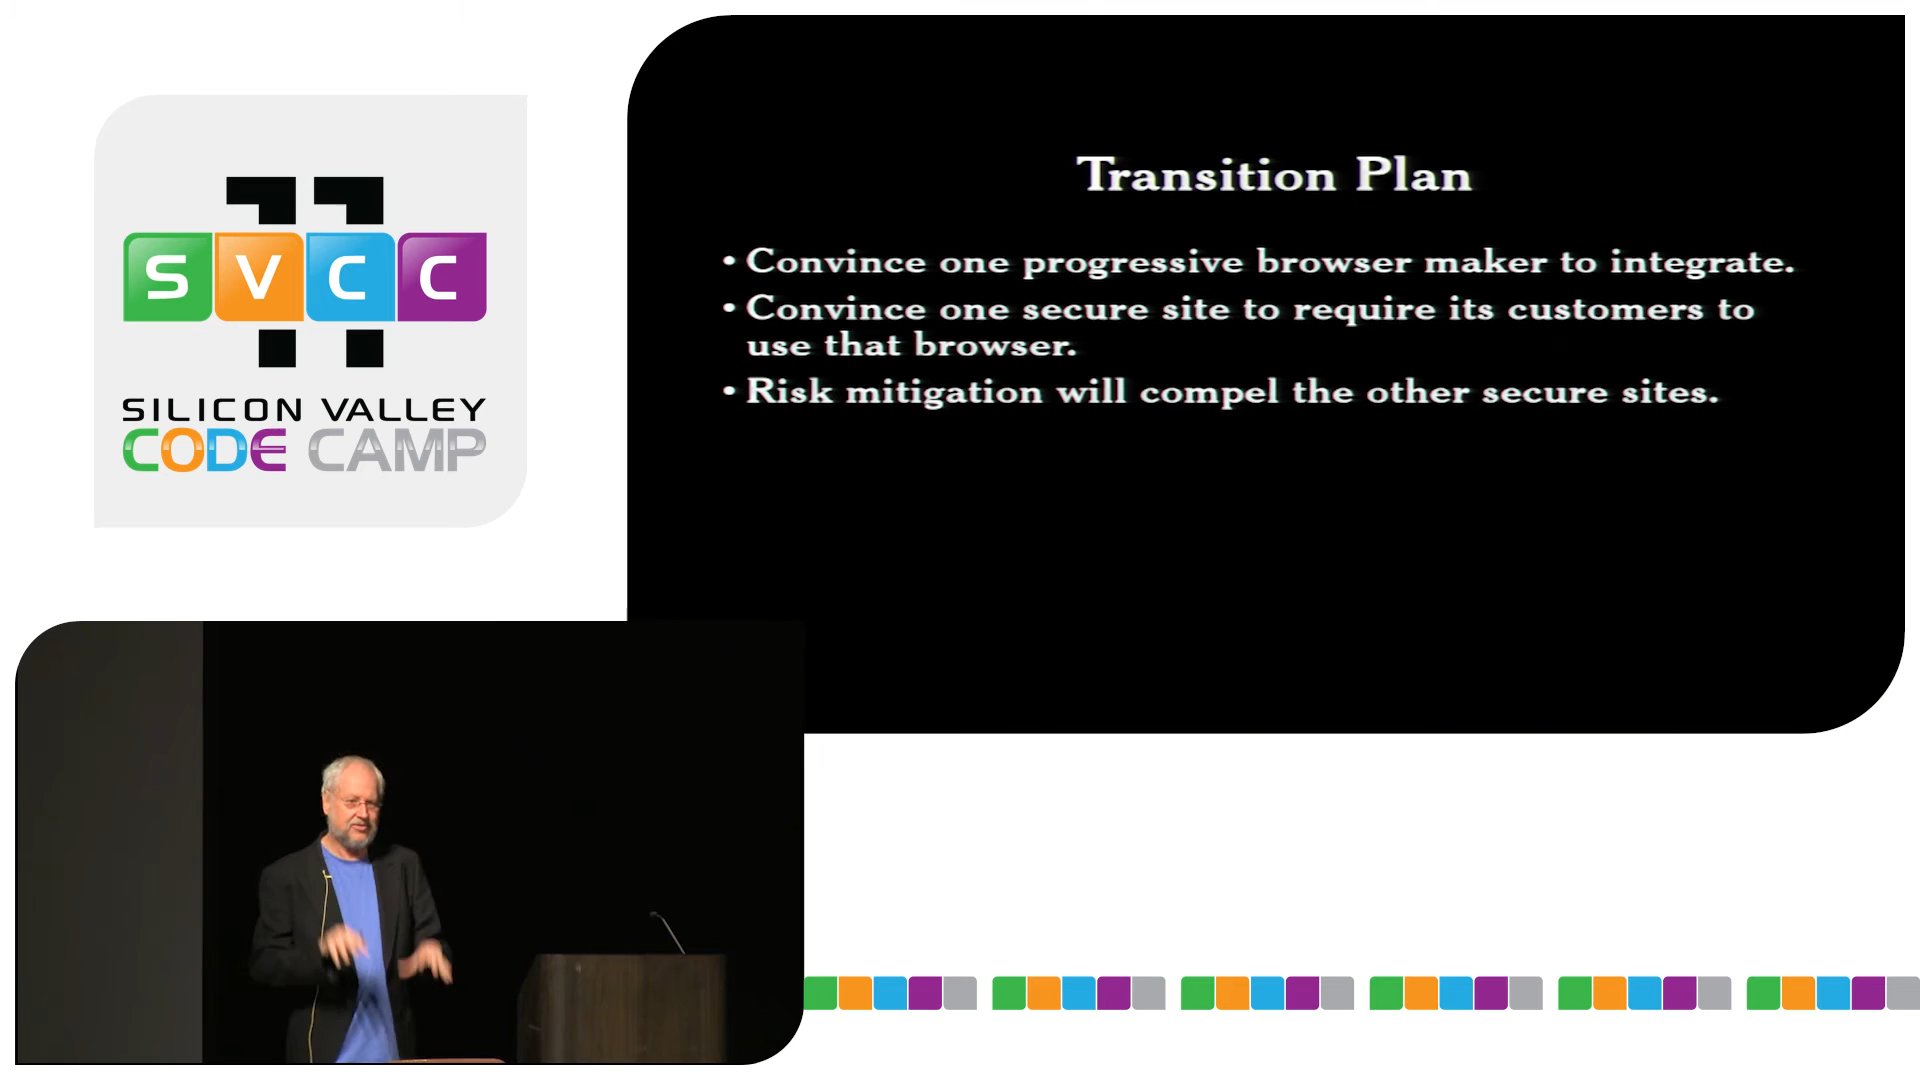 SVCC
SILICON VALLEY
CODE CAMP
Transition Plan
• Convince one progressive browser maker to integrate.
• Convince one secure site to require its customers to
use that browser.
• Risk mitigation will compel the other secure sites.